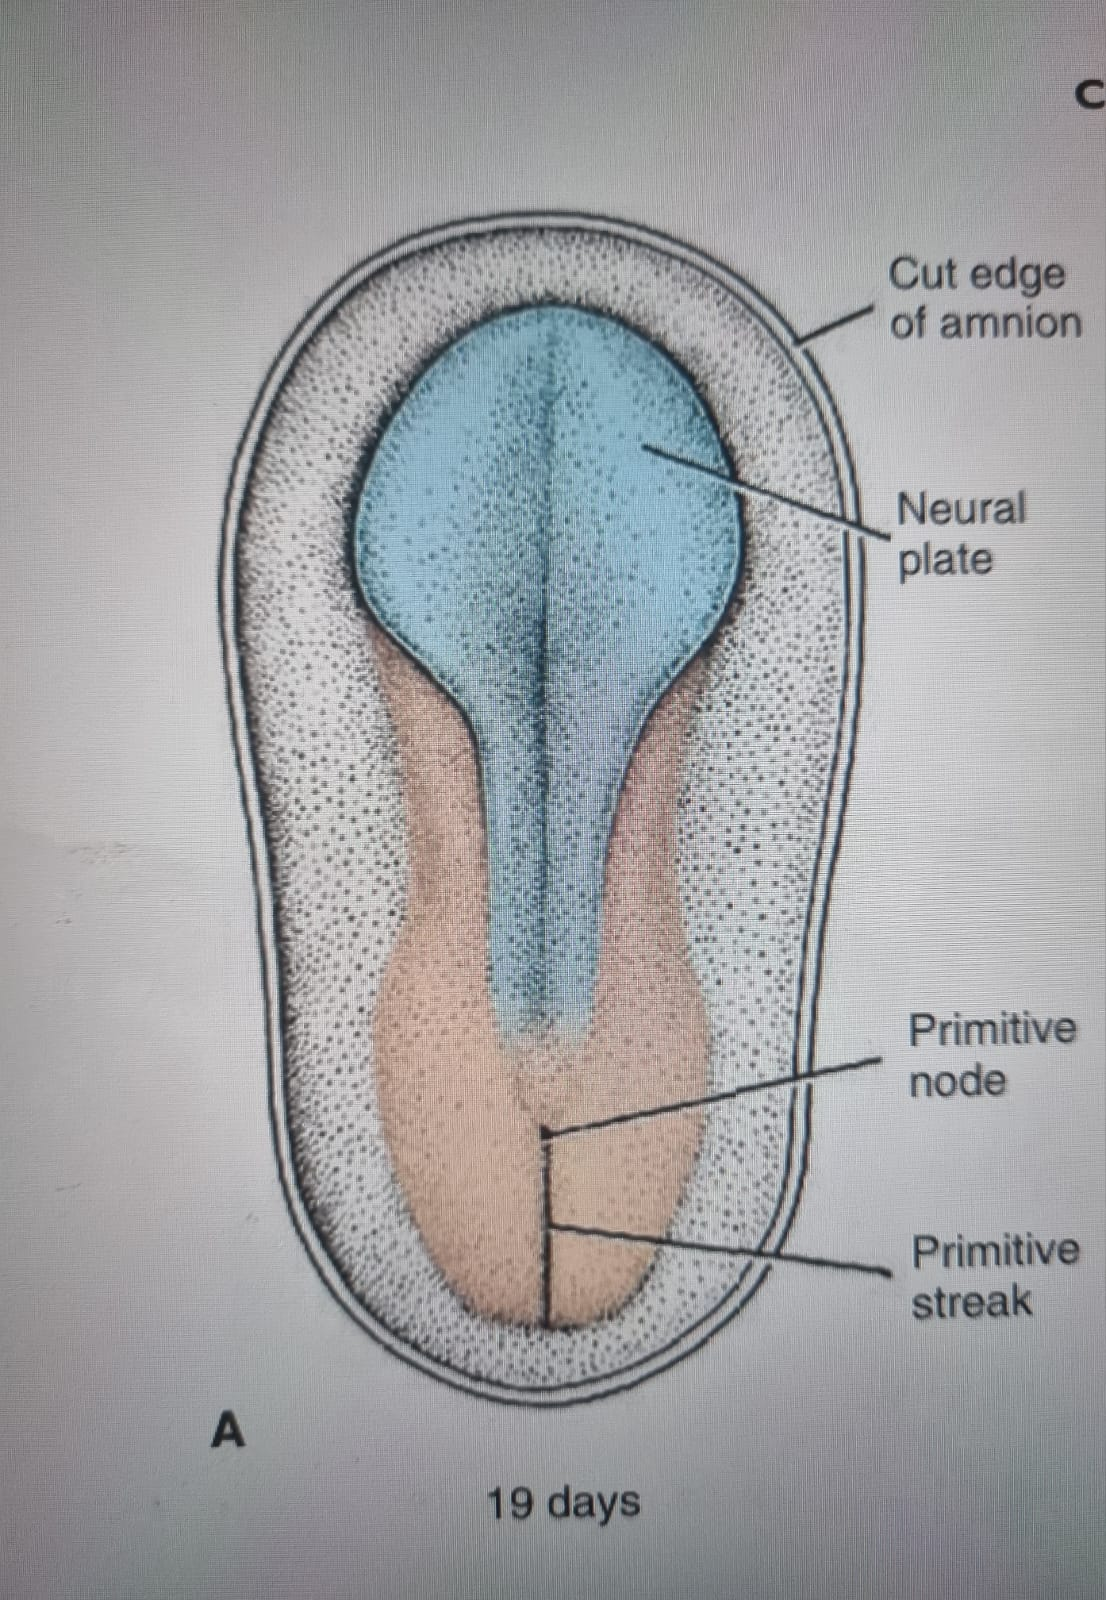 C
Cut edge
of amnion
Neural
plate
Primitive
node
Primitive
streak
A
19 days